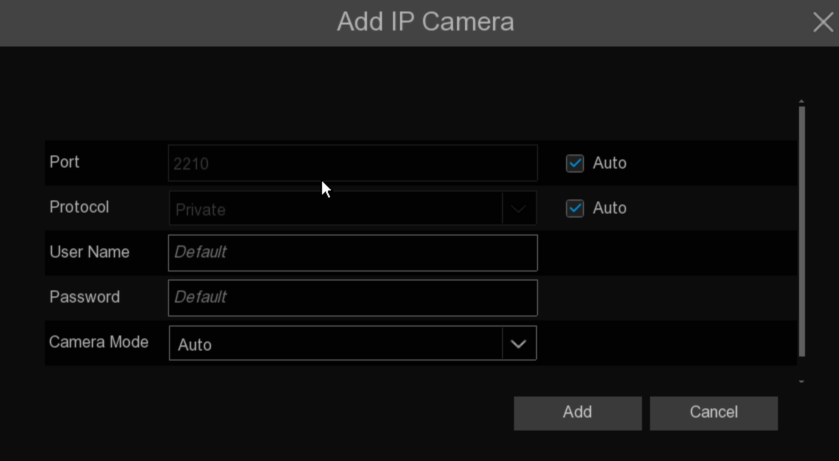 Add IP Camera
Port 2210 Auto
Protocol Private Auto
User Name Default
Password Default
Camera Mode Auto
Add Cancel